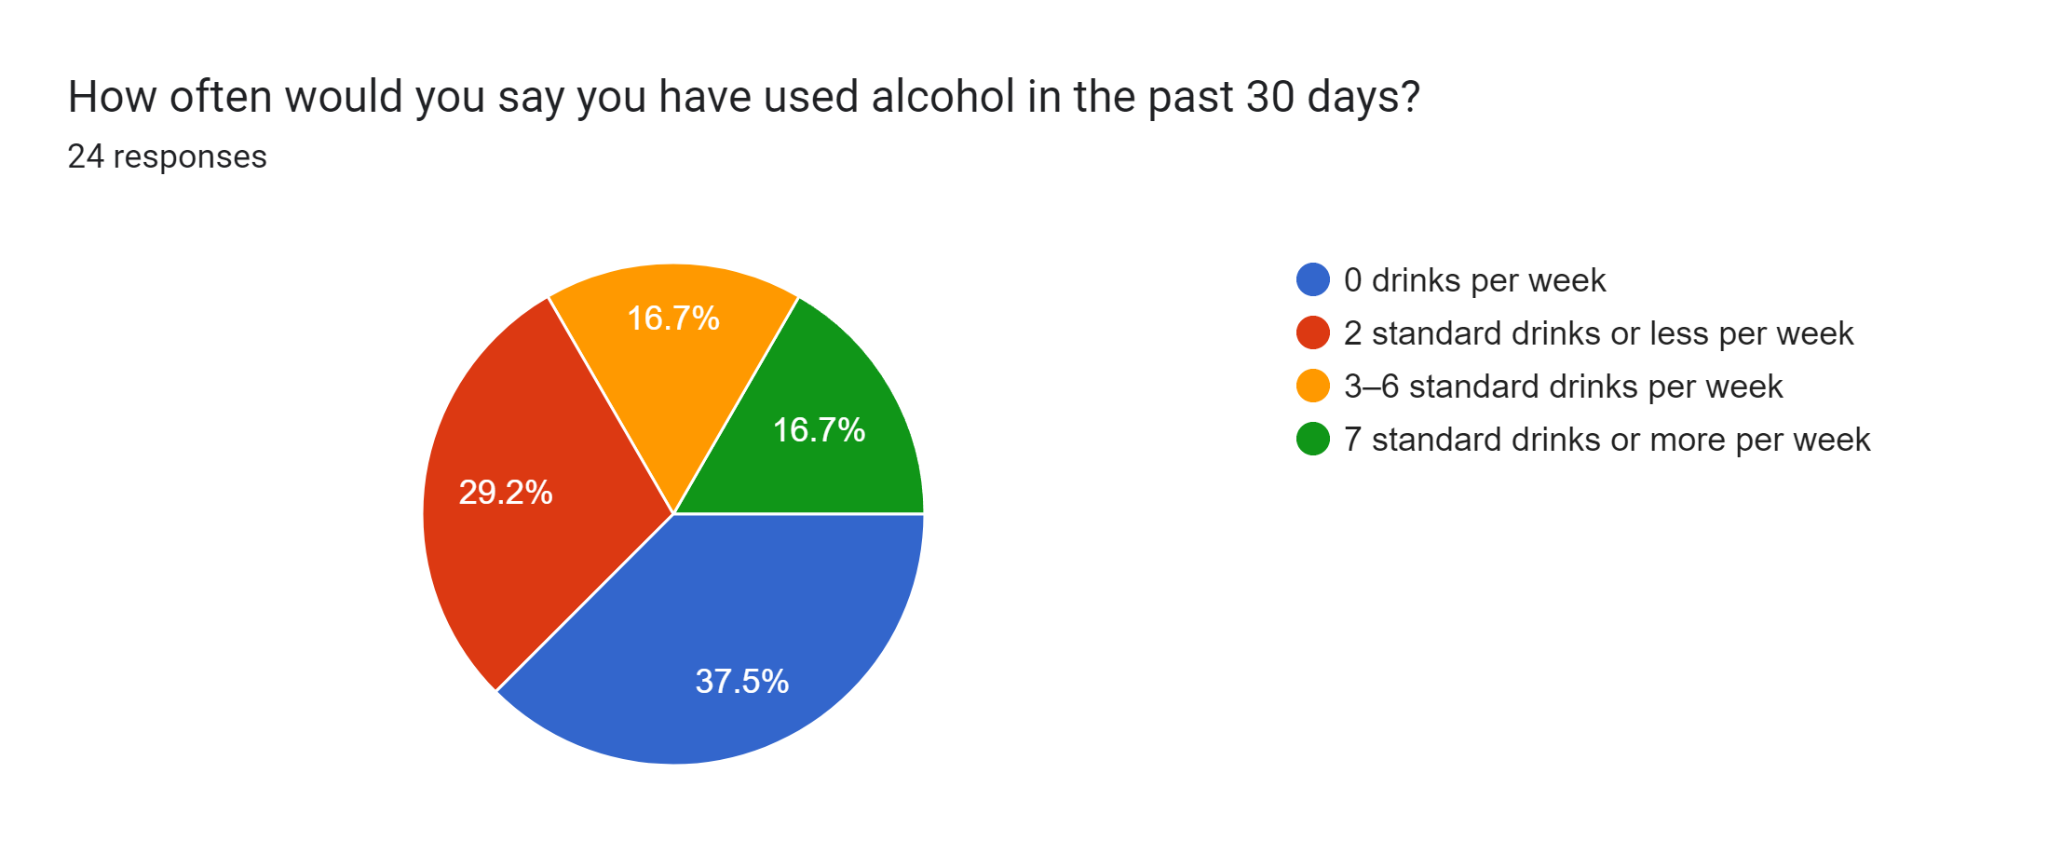 How often would you say you have used alcohol in the past 30 days?
24 responses
16.7%
16.7%
29.2%
37.5%
0 drinks per week
2 standard drinks or less per week
3–6 standard drinks per week
7 standard drinks or more per week